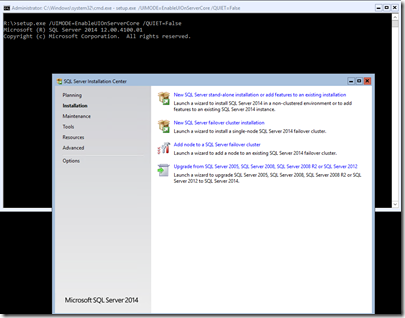 Administrator: C:\Windows\system32\cmd.exe - setup.exe /UIMODE=EnableUIOnServerCore /QUIET=False
R:\>setup.exe /UIMODE=EnableUIOnServerCore /QUIET=False
Microsoft (R) SQL Server 2014 12.00.4100.01
Copyright (c) Microsoft Corporation.  All rights reserved.
SQL Server Installation Center
Planning
Installation
Maintenance
Tools
Resources
Advanced
Options
New SQL Server stand-alone installation or add features to an existing installation
Launch a wizard to install SQL Server 2014 in a non-clustered environment or to add
features to an existing SQL Server 2014 instance.
New SQL Server failover cluster installation
Launch a wizard to install a single-node SQL Server 2014 failover cluster.
Add node to a SQL Server failover cluster
Launch a wizard to add a node to an existing SQL Server 2014 failover cluster.
Upgrade from SQL Server 2005, SQL Server 2008, SQL Server 2008 R2 or SQL Server 2012
Launch a wizard to upgrade SQL Server 2005, SQL Server 2008, SQL Server 2008 R2 or SQL
Server 2012 to SQL Server 2014.
Microsoft SQL Server 2014